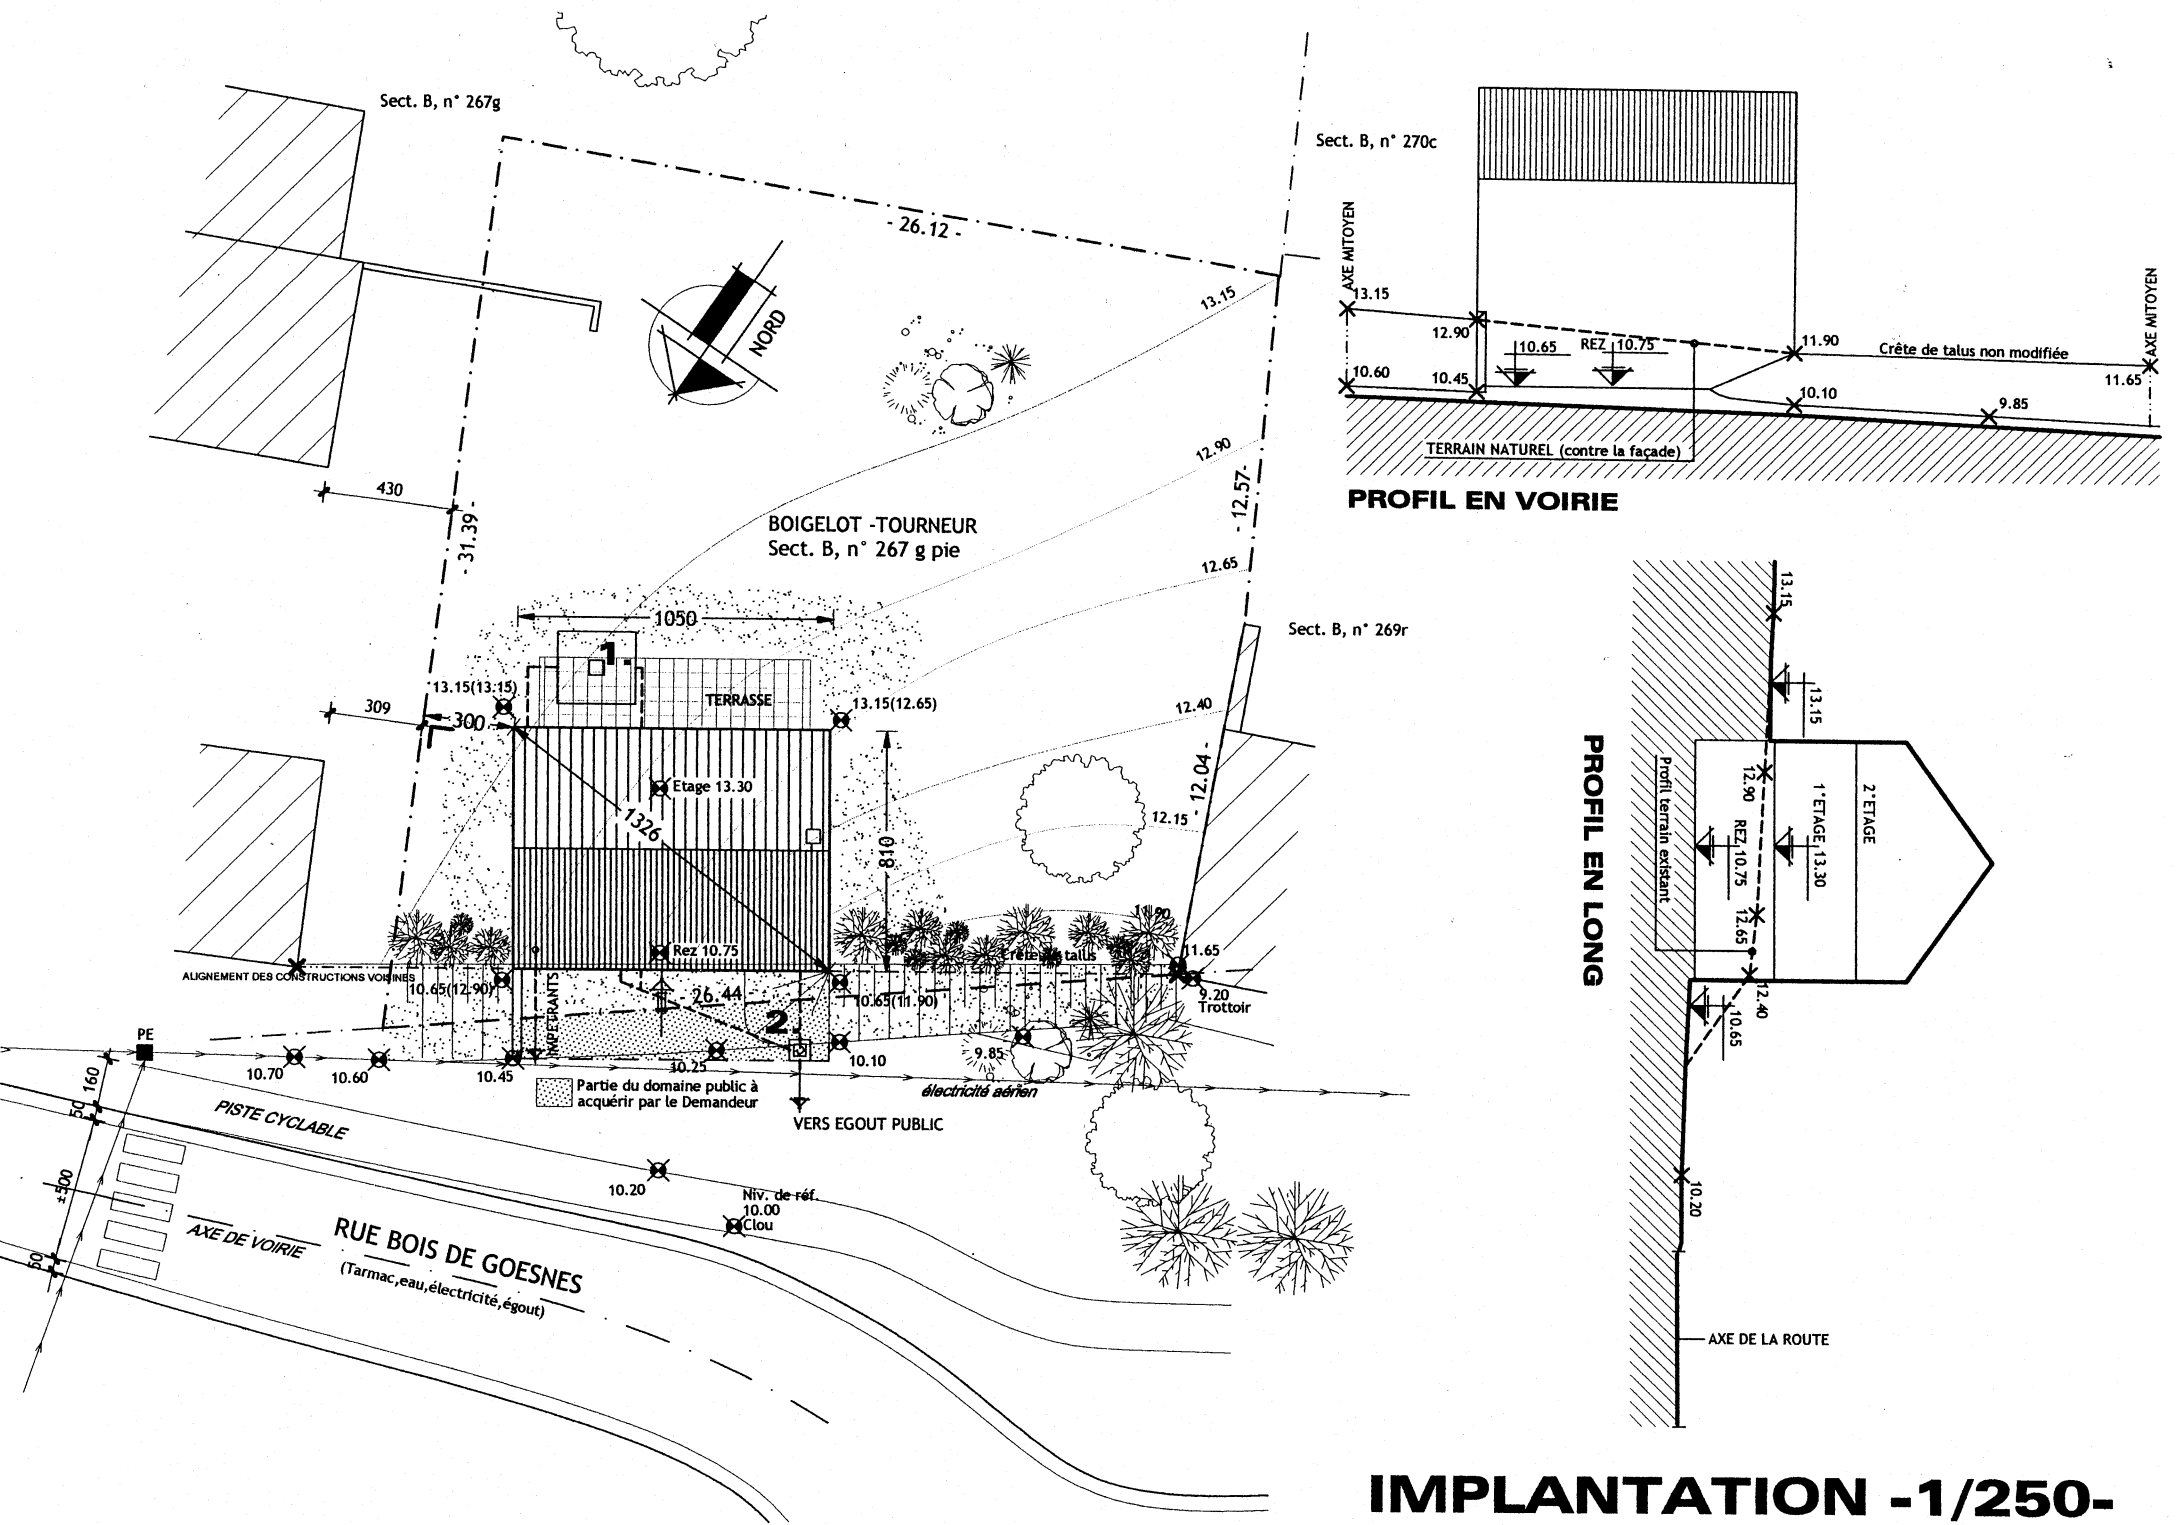 Sect. B, n° 267g
- 26.12 -
NORD
13.15
12.90
- 12.57-
12.65
430
- 31.39 -
BOIGELOT -TOURNEUR
Sect. B, n° 267 g pie
Sect. B, n° 270c
Sect. B, n° 269r
1050
1
TERRASSE
13.15(13.15)
13.15(12.65)
309
300
12.40
- 12.04 -
12.15
Etage 13.30
1326
810
11.90
Rez 10.75
Crête de talus
11.65
9.20
Trottoir
ALIGNEMENT DES CONSTRUCTIONS VOISINES
10.65(12.90)
IMPETRANTS
26.44
10.65(11.90)
2
PE
10.70
10.60
10.45
10.25
10.10
9.85
électricité aérien
Partie du domaine public à
acquérir par le Demandeur
VERS EGOUT PUBLIC
160
50
±500
50
PISTE CYCLABLE
10.20
Niv. de réf.
10.00
Clou
AXE DE VOIRIE
RUE BOIS DE GOESNES
(Tarmac,eau,électricité,égout)
AXE MITOYEN
13.15
12.90
10.60
10.45
10.65
REZ 10.75
11.90
Crête de talus non modifiée
AXE MITOYEN
11.65
10.10
9.85
TERRAIN NATUREL (contre la façade)
PROFIL EN VOIRIE
13.15
13.15
PROFIL EN LONG
Profil terrain existant
12.90
REZ 10.75
12.65
1°ETAGE 13.30
2°ETAGE
12.40
10.65
10.20
AXE DE LA ROUTE
IMPLANTATION -1/250-